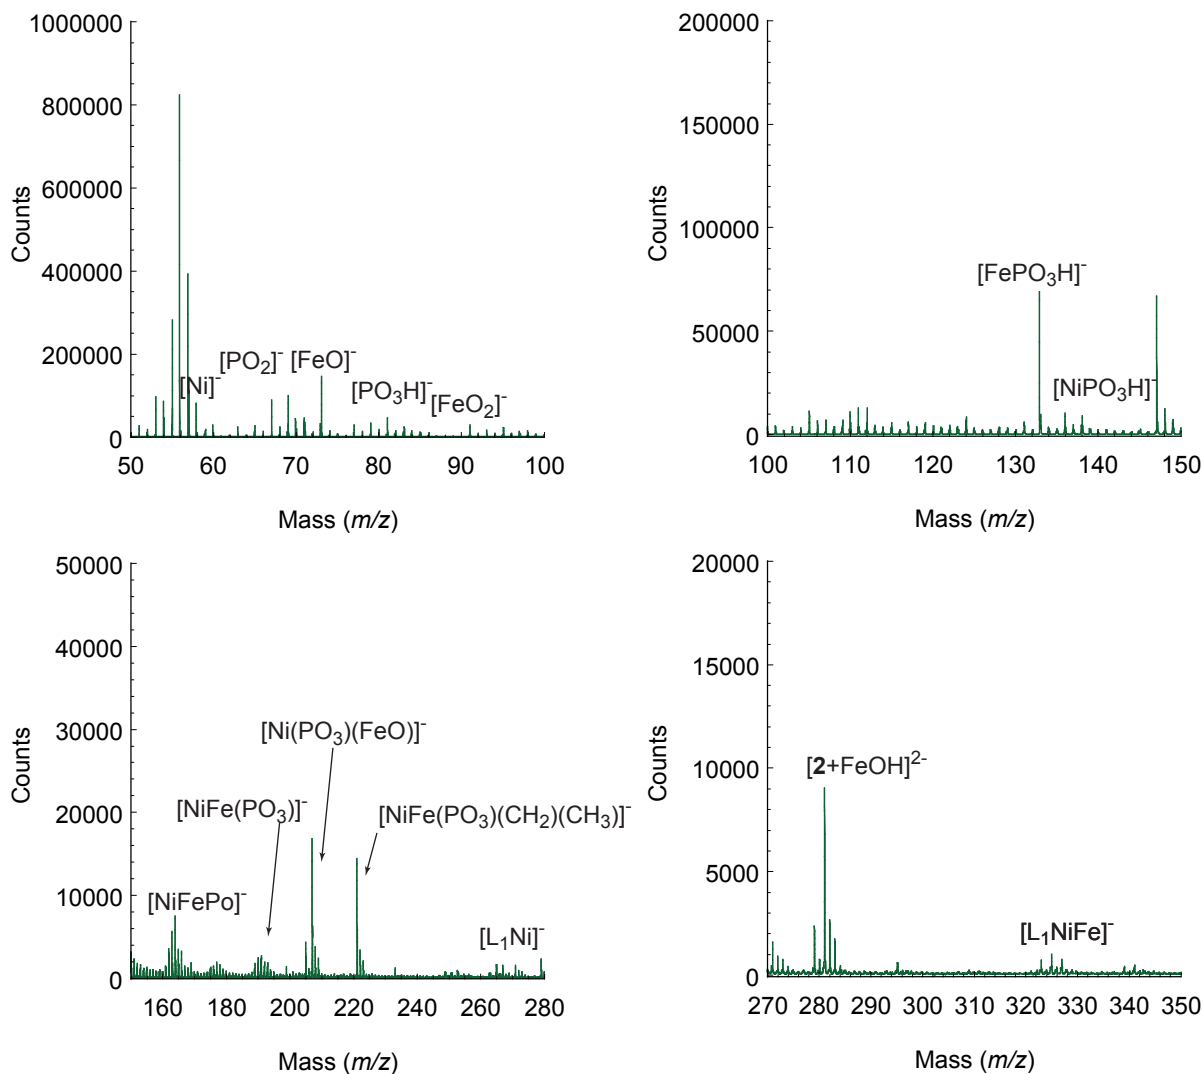 1000000
800000
600000
400000
200000
0
Counts
[Ni]⁻
[PO₂]⁻
[FeO]⁻
[PO₃H]⁻
[FeO₂]⁻
50 60 70 80 90 100
Mass (m/z)
200000
150000
100000
50000
0
Counts
[FePO₃H]⁻
[NiPO₃H]⁻
100 110 120 130 140 150
Mass (m/z)
50000
40000
30000
20000
10000
0
Counts
[Ni(PO₃)(FeO)]⁻
[NiFe(PO₃)]⁻
[NiFe(PO₃)(CH₂)(CH₃)]⁻
[NiFePo]⁻
[L₁Ni]⁻
160 180 200 220 240 260 280
Mass (m/z)
20000
15000
10000
5000
0
Counts
[2+FeOH]²⁻
[L₁NiFe]⁻
270 280 290 300 310 320 330 340 350
Mass (m/z)